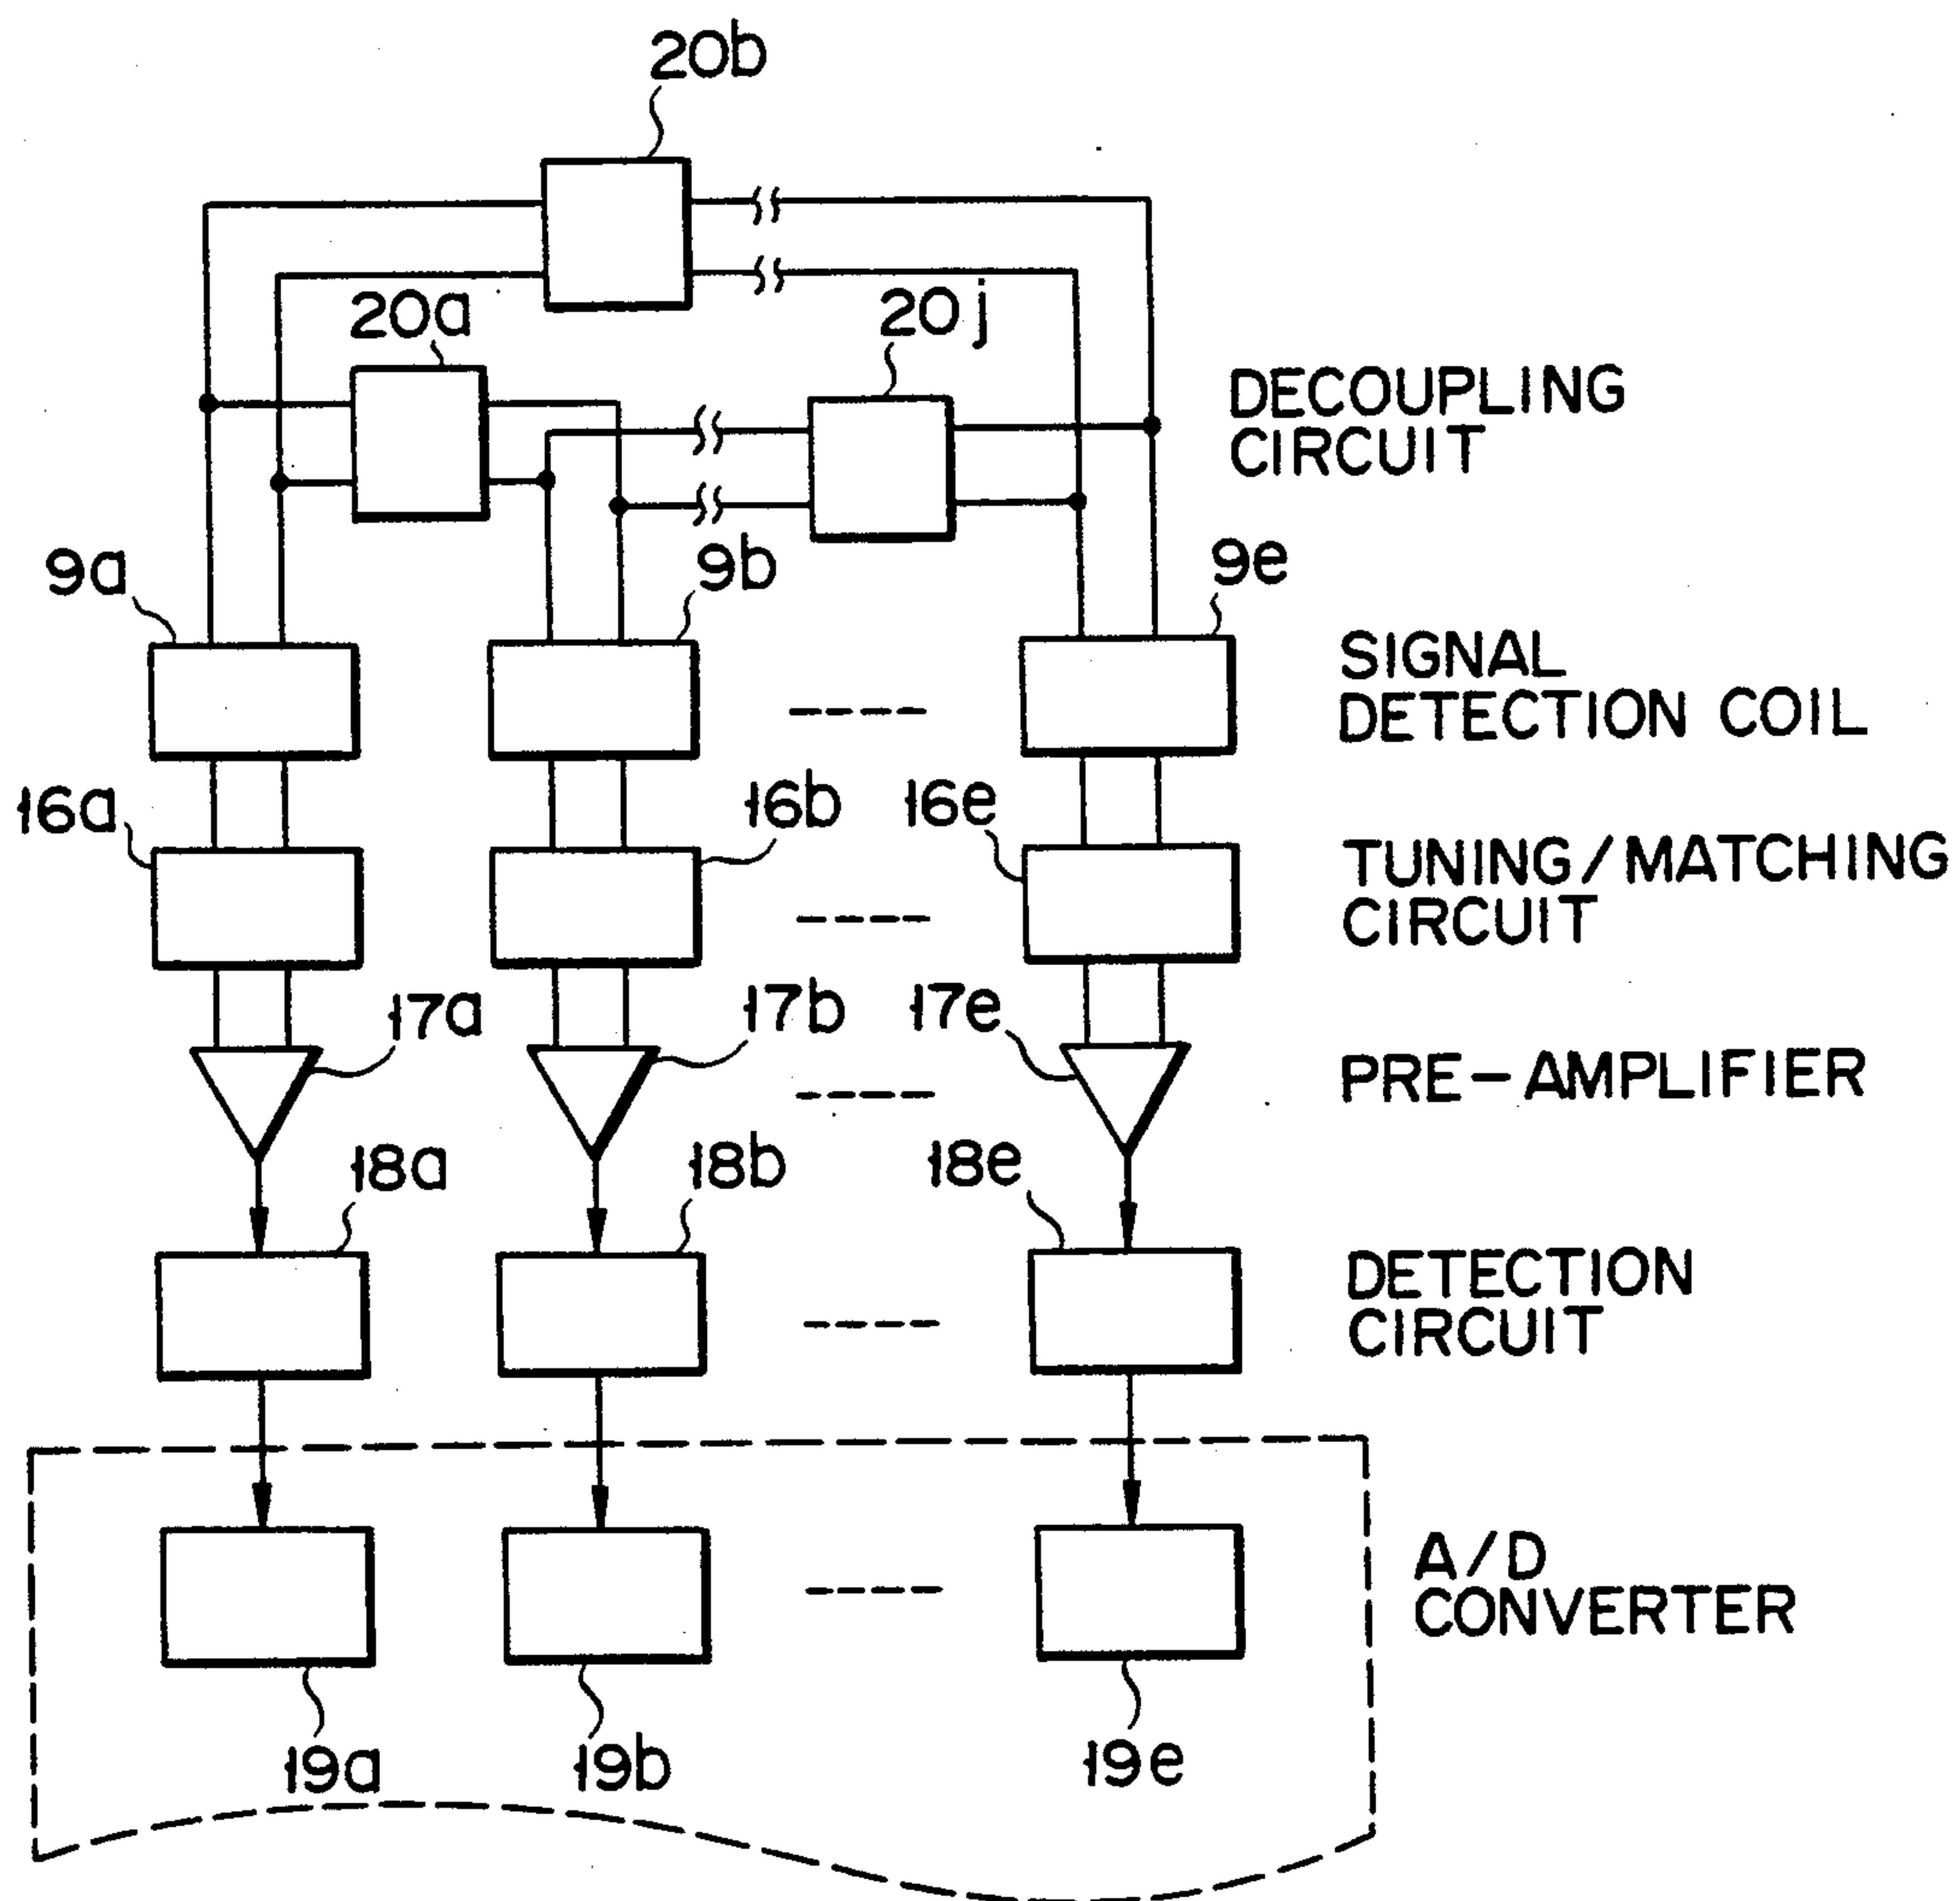 20b
20a
20j
DECOUPLING
CIRCUIT
9a
9b
9e
SIGNAL
DETECTION COIL
16a
16b
16e
TUNING/MATCHING
CIRCUIT
17a
17b
17e
PRE-AMPLIFIER
18a
18b
18e
DETECTION
CIRCUIT
A/D
CONVERTER
19a
19b
19e